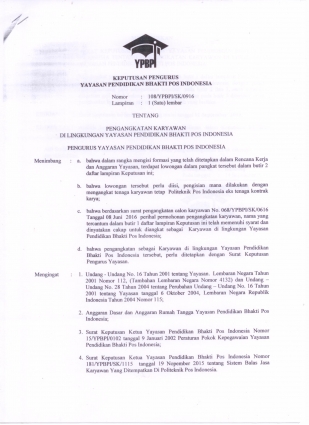 YPBPI
KEPUTUSAN PENGURUS
YAYASAN PENDIDIKAN BHAKTI POS INDONESIA
Nomor : 108/YPBPI/SK/0916
Lampiran : 1 (Satu) lembar
TENTANG
PENGANGKATAN KARYAWAN
DI LINGKUNGAN YAYASAN PENDIDIKAN BHAKTI POS INDONESIA
PENGURUS YAYASAN PENDIDIKAN BHAKTI POS INDONESIA
Menimbang : a. bahwa dalam rangka mengisi formasi yang telah ditetapkan dalam Rencana Kerja
dan Anggaran Yayasan, terdapat lowongan dalam pangkat tersebut dalam butir 2
daftar lampiran Keputusan ini;
b. bahwa lowongan tersebut perlu diisi, pengisian mana dilakukan dengan
mengangkat tenaga karyawan tetap Politeknik Pos Indonesia aks tenaga kontrak
kerja;
c. bahwa berdasarkan surat pengangkatan calon karyawan No. 068/YPBPI/SK/0616
Tanggal 08 Juni 2016 perihal permohonan pengangkatan karyawan, nama yang
tercantum dalam butir 1 daftar lampiran Keputusan ini telah memenuhi syarat dan
dinyatakan cakap untuk diangkat sebagai Karyawan di Lingkungan Yayasan
Pendidikan Bhakti Pos Indonesia;
d. bahwa pengangkatan sebagai Karyawan di lingkungan Yayasan Pendidikan
Bhakti Pos Indonesia tersebut, perlu ditetapkan dengan Surat Keputusan
Pengurus Yayasan.
Mengingat : 1. Undang - Undang No. 16 Tahun 2001 tentang Yayasan. Lembaran Negara Tahun
2001 Nomor 112, (Tambahan Lembaran Negara Nomor 4132) dan Undang –
Undang No. 28 Tahun 2004 tentang Perubahan Undang – Undang No. 16 Tahun
2001 tentang Yayasan tanggal 6 Oktober 2004, Lembaran Negara Republik
Indonesia Tahun 2004 Nomor 115;
2. Anggaran Dasar dan Anggaran Rumah Tangga Yayasan Pendidikan Bhakti Pos
Indonesia;
3. Surat Keputusan Ketua Yayasan Pendidikan Bhakti Pos Indonesia Nomor
15/YPBPI/0102 tanggal 9 Januari 2002 Peraturan Pokok Kepegawaian Yayasan
Pendidikan Bhakti Pos Indonesia;
4. Surat Keputusan Ketua Yayasan Pendidikan Bhakti Pos Indonesia Nomor
181/YPBPI/SK/1115 tanggal 19 Nopember 2015 tentang Sistem Balas Jasa
Karyawan Yang Ditempatkan Di Politeknik Pos Indonesia.